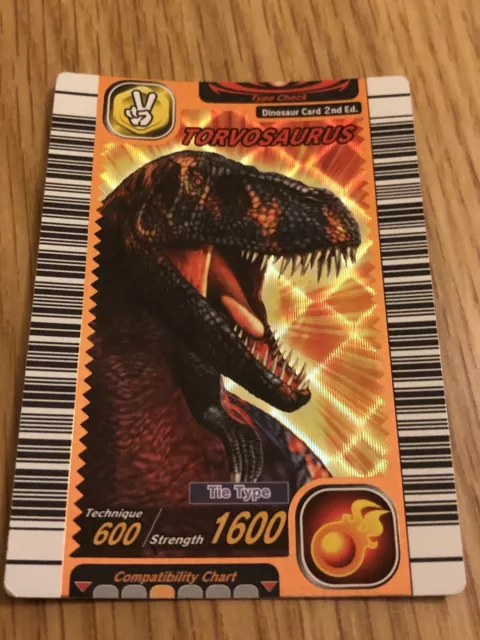 Type Check
Dinosaur Card 2nd Ed.
TORVOSAURUS
Tie Type
Technique
600
Strength
1600
Compatibility Chart